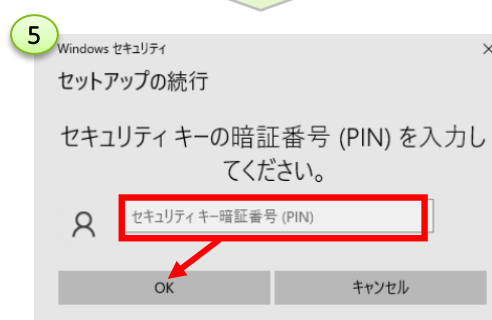 5
Windows セキュリティ
セットアップの続行
セキュリティ キーの暗証番号 (PIN) を入力し
てください。
セキュリティ キー暗証番号 (PIN)
OK キャンセル